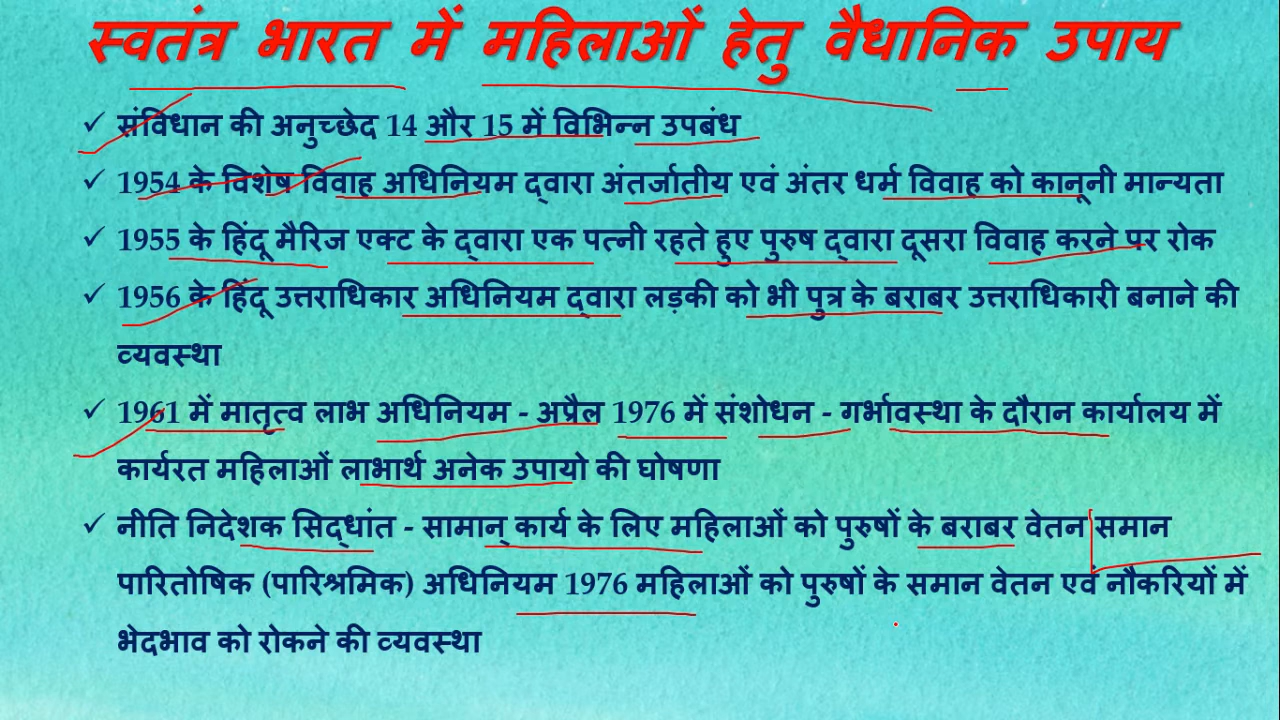 स्वतंत्र भारत में महिलाओं हेतु वैधानिक उपाय
✓ संविधान की अनुच्छेद 14 और 15 में विभिन्न उपबंध
✓ 1954 के विशेष विवाह अधिनियम द्वारा अंतर्जातीय एवं अंतर धर्म विवाह को कानूनी मान्यता
✓ 1955 के हिंदू मैरिज एक्ट के द्वारा एक पत्नी रहते हुए पुरुष द्वारा दूसरा विवाह करने पर रोक
✓ 1956 के हिंदू उत्तराधिकार अधिनियम द्वारा लड़की को भी पुत्र के बराबर उत्तराधिकारी बनाने की
व्यवस्था
✓ 1961 में मातृत्व लाभ अधिनियम - अप्रैल 1976 में संशोधन - गर्भावस्था के दौरान कार्यालय में
कार्यरत महिलाओं लाभार्थ अनेक उपायो की घोषणा
✓ नीति निदेशक सिद्धांत - सामान् कार्य के लिए महिलाओं को पुरुषों के बराबर वेतन समान
पारितोषिक (पारिश्रमिक) अधिनियम 1976 महिलाओं को पुरुषों के समान वेतन एवं नौकरियों में
भेदभाव को रोकने की व्यवस्था